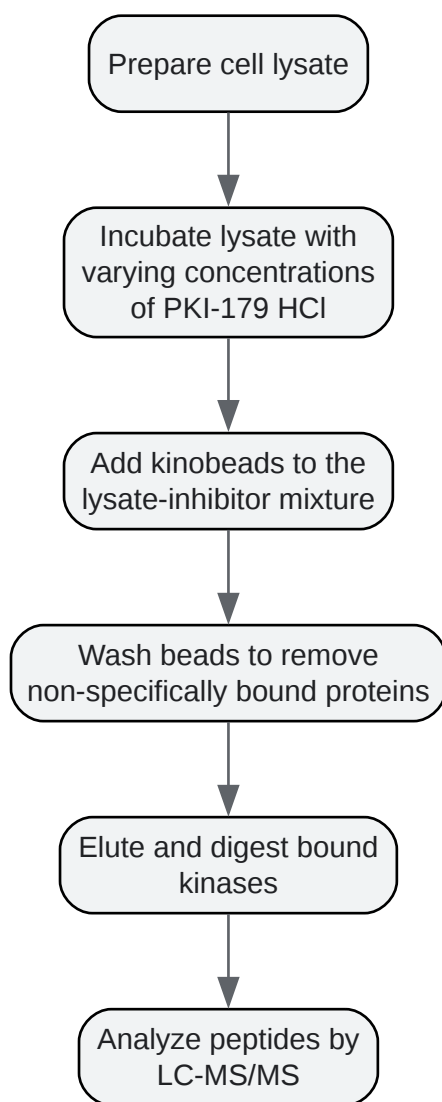 Prepare cell lysate
Incubate lysate with
varying concentrations
of PKI-179 HCl
Add kinobeads to the
lysate-inhibitor mixture
Wash beads to remove
non-specifically bound proteins
Elute and digest bound
kinases
Analyze peptides by
LC-MS/MS